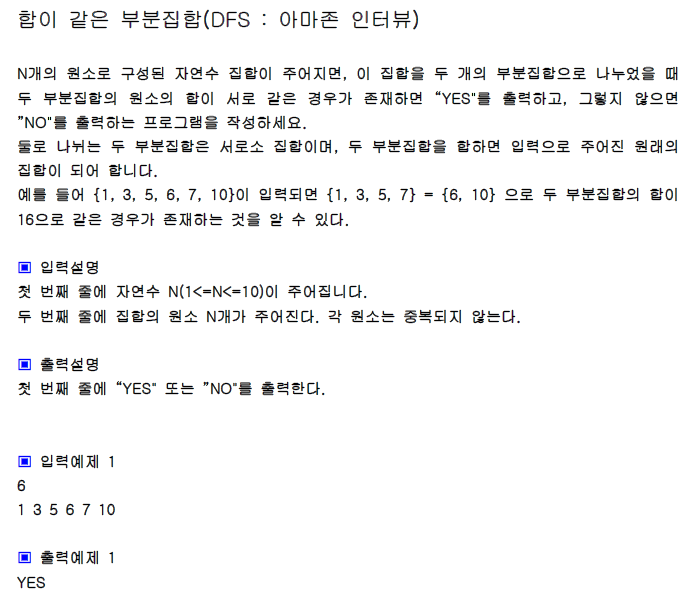 합이 같은 부분집합(DFS : 아마존 인터뷰)
N개의 원소로 구성된 자연수 집합이 주어지면, 이 집합을 두 개의 부분집합으로 나누었을 때
두 부분집합의 원소의 합이 서로 같은 경우가 존재하면 “YES"를 출력하고, 그렇지 않으면
”NO"를 출력하는 프로그램을 작성하세요.
둘로 나뉘는 두 부분집합은 서로소 집합이며, 두 부분집합을 합하면 입력으로 주어진 원래의
집합이 되어 합니다.
예를 들어 {1, 3, 5, 6, 7, 10}이 입력되면 {1, 3, 5, 7} = {6, 10} 으로 두 부분집합의 합이
16으로 같은 경우가 존재하는 것을 알 수 있다.
▣ 입력설명
첫 번째 줄에 자연수 N(1<=N<=10)이 주어집니다.
두 번째 줄에 집합의 원소 N개가 주어진다. 각 원소는 중복되지 않는다.
▣ 출력설명
첫 번째 줄에 “YES" 또는 ”NO"를 출력한다.
▣ 입력예제 1
6
1 3 5 6 7 10
▣ 출력예제 1
YES